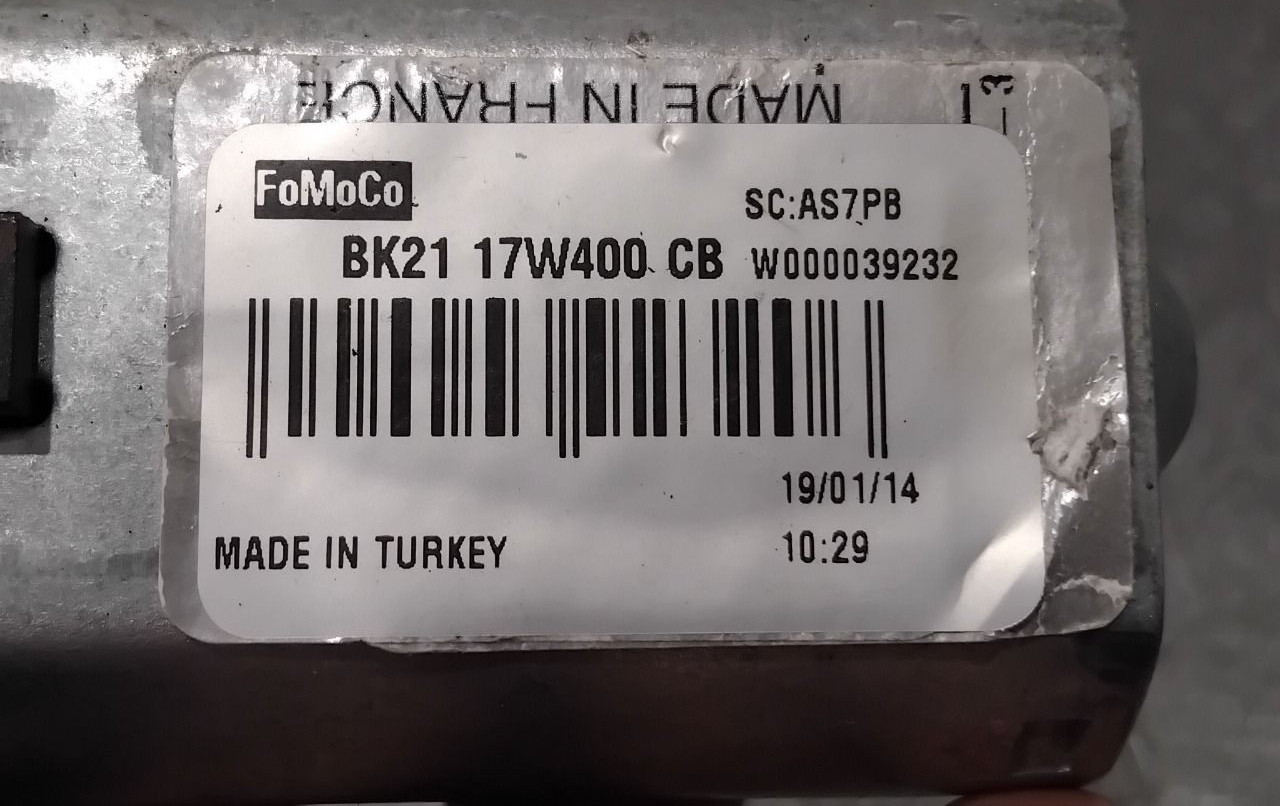 MADE IN FRANCE
FoMoCo
SC:AS7PB
BK21 17W400 CB W000039232
19/01/14
MADE IN TURKEY 10:29